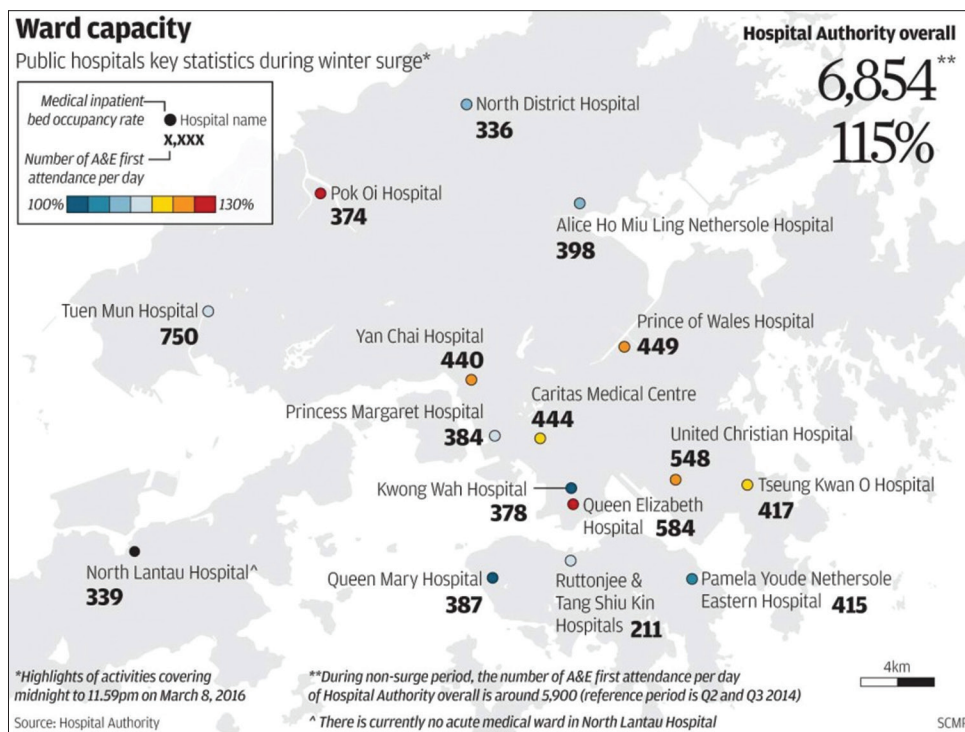 Ward capacity
Public hospitals key statistics during winter surge*
Hospital Authority overall
6,854**
115%
Medical inpatient
bed occupancy rate
Hospital name
x,xxx
Number of A&E first
attendance per day
100%
130%
North District Hospital
336
Pok Oi Hospital
374
Alice Ho Miu Ling Nethersole Hospital
398
Tuen Mun Hospital
750
Yan Chai Hospital
440
Prince of Wales Hospital
449
Princess Margaret Hospital
384
Caritas Medical Centre
444
United Christian Hospital
548
Kwong Wah Hospital
378
Queen Elizabeth
Hospital 584
Tseung Kwan O Hospital
417
North Lantau Hospital^
339
Queen Mary Hospital
387
Ruttonjee &
Tang Shiu Kin
Hospitals 211
Pamela Youde Nethersole
Eastern Hospital 415
*Highlights of activities covering
midnight to 11.59pm on March 8, 2016
**During non-surge period, the number of A&E first attendance per day
of Hospital Authority overall is around 5,900 (reference period is Q2 and Q3 2014)
4km
Source: Hospital Authority
^ There is currently no acute medical ward in North Lantau Hospital
SCMP